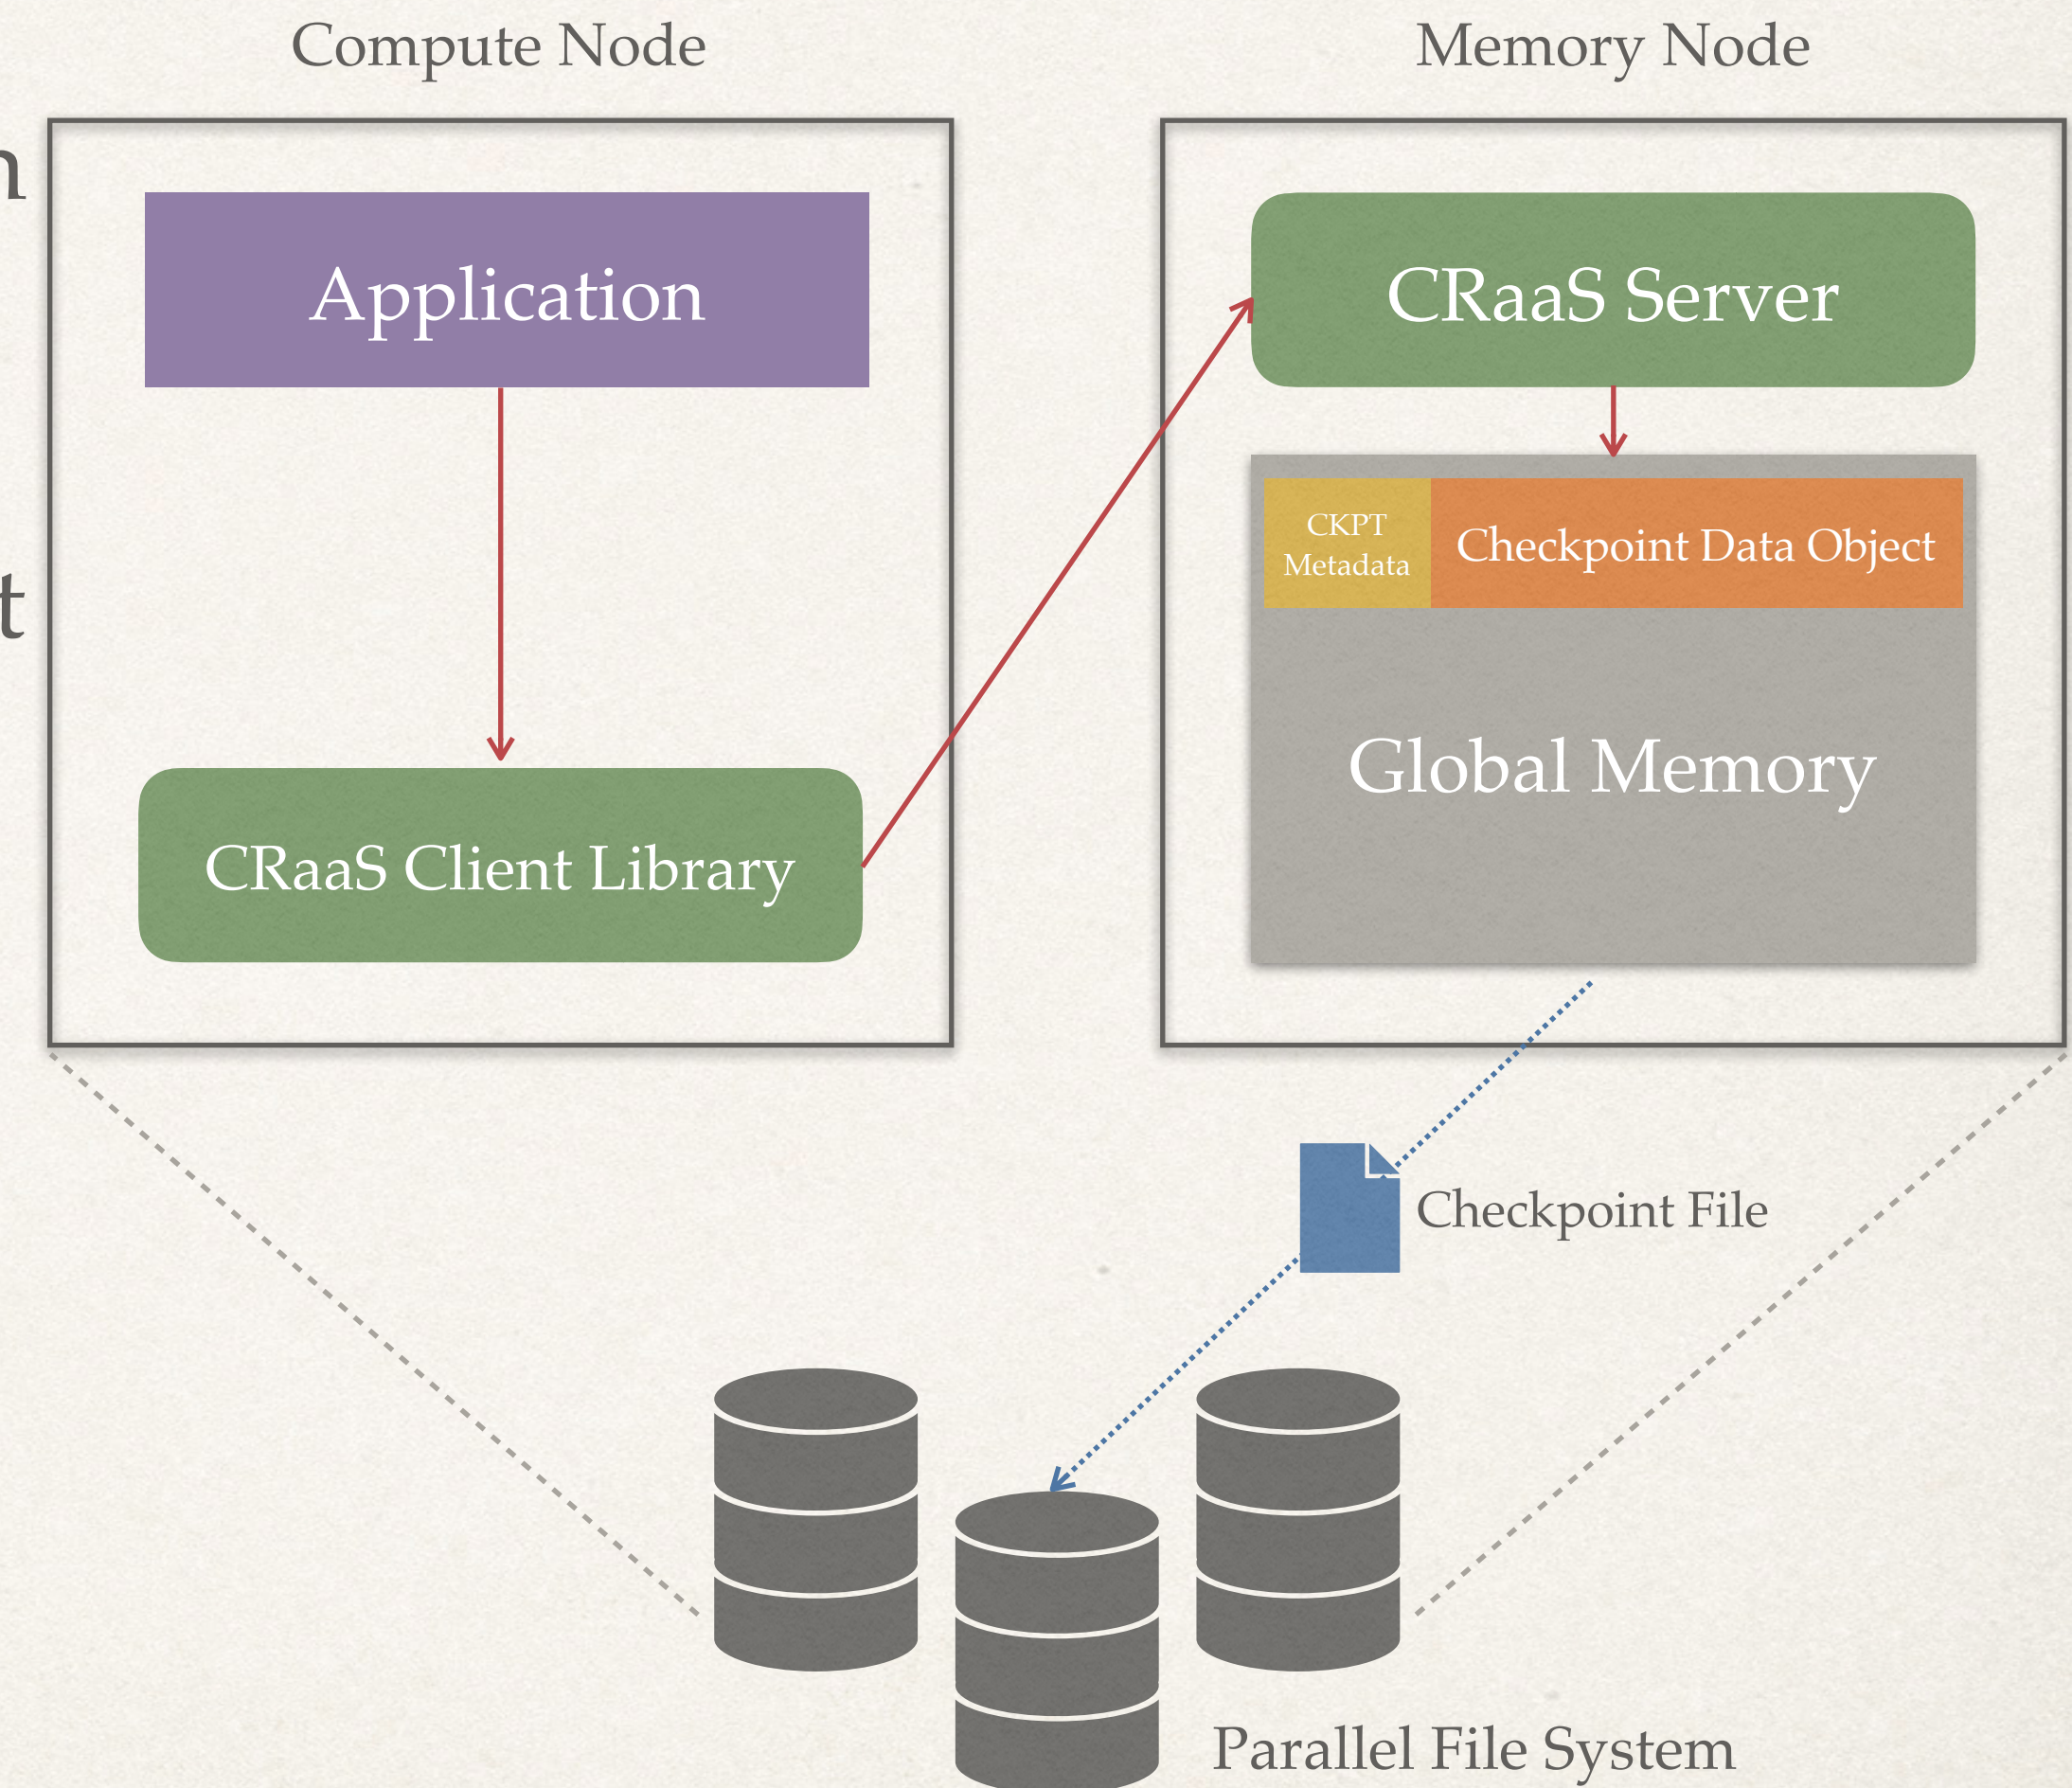 Compute Node
Memory Node
n
Application
CRaaS Server
CKPT
Metadata
Checkpoint Data Object
t
Global Memory
CRaaS Client Library
Checkpoint File
Parallel File System